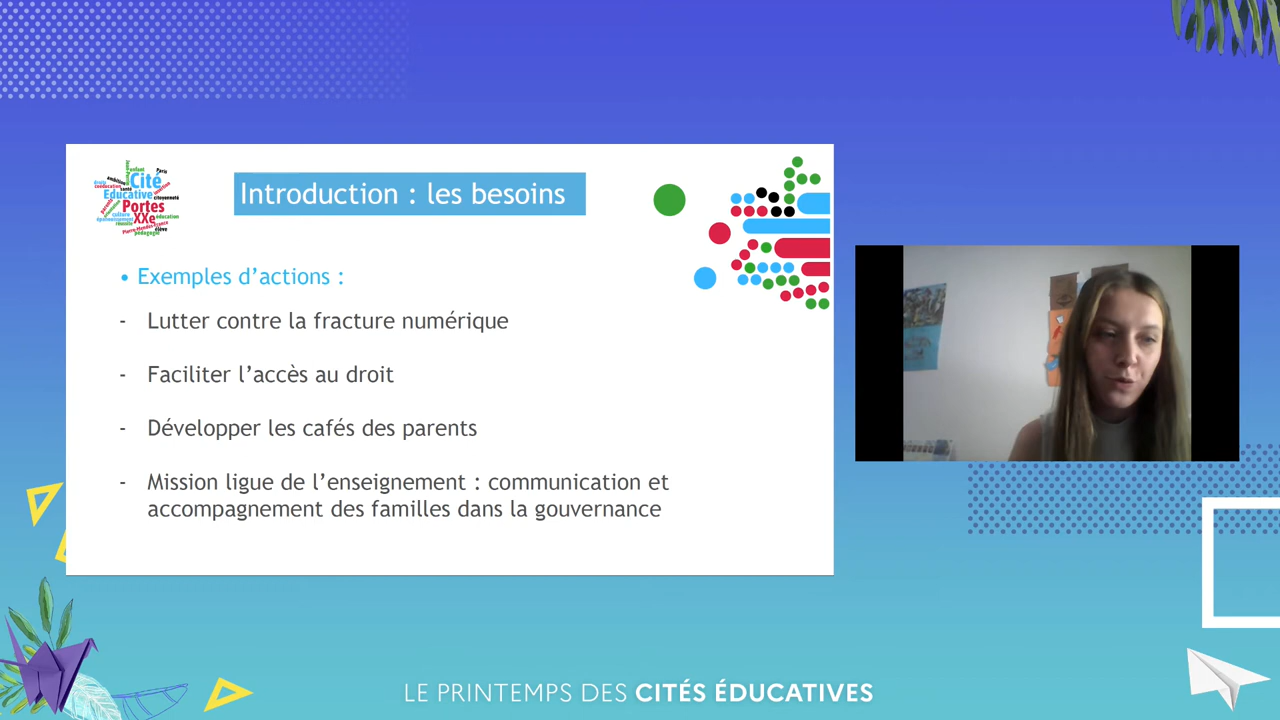 Cité
Educative
Portes
XXe
Introduction : les besoins
• Exemples d’actions :
- Lutter contre la fracture numérique
- Faciliter l’accès au droit
- Développer les cafés des parents
- Mission ligue de l’enseignement : communication et
accompagnement des familles dans la gouvernance
LE PRINTEMPS DES CITÉS ÉDUCATIVES